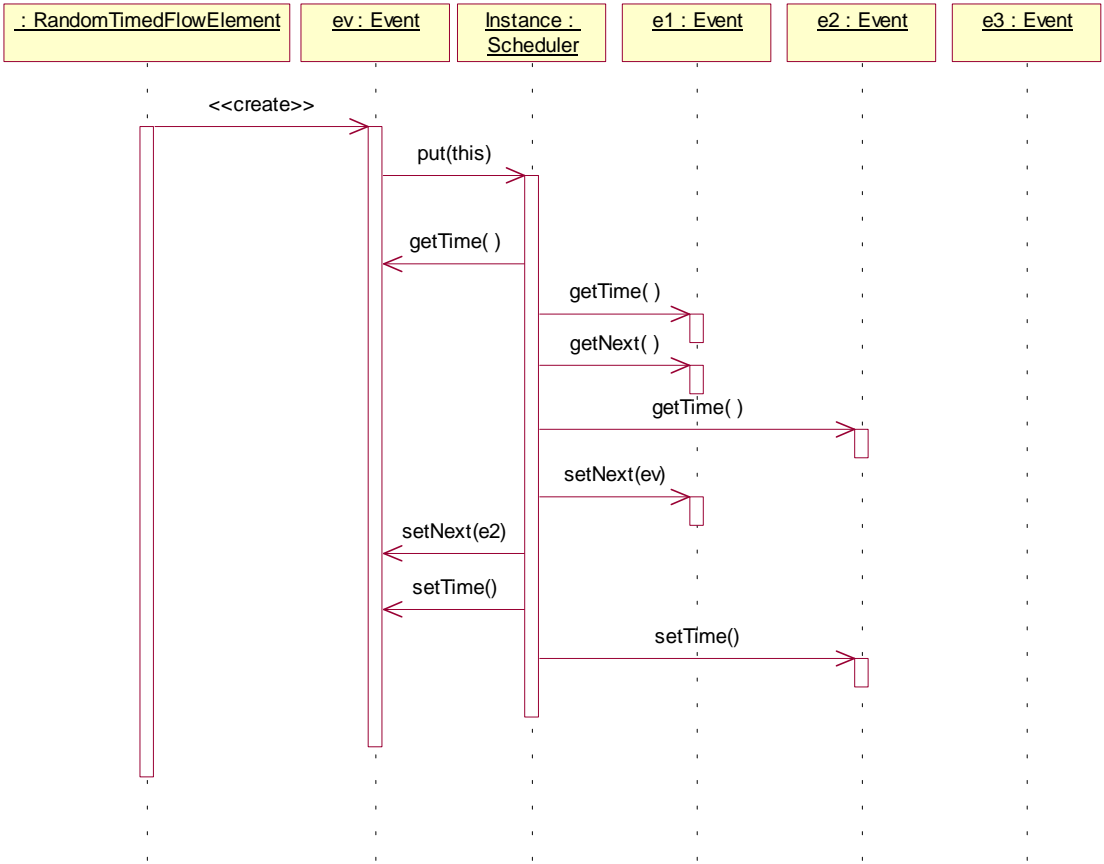 : RandomTimedFlowElement
ev : Event
Instance :
Scheduler
e1 : Event
e2 : Event
e3 : Event
<<create>>
put(this)
getTime( )
getTime( )
getNext( )
getTime( )
setNext(ev)
setNext(e2)
setTime()
setTime()